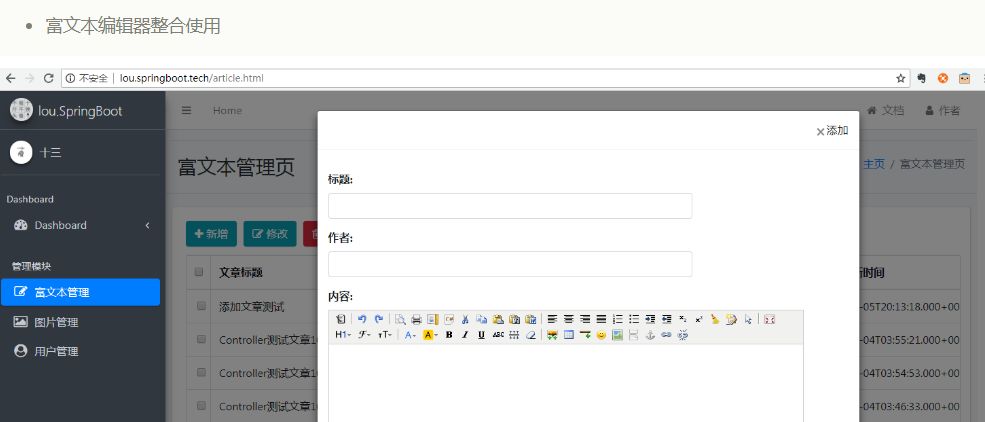 富文本编辑器整合使用
不安全 | lou.springboot.tech/article.html
lou.SpringBoot
Home
文档
作者
×添加
十三
富文本管理页
主页 / 富文本管理页
标题:
Dashboard
Dashboard
新增
修改
作者:
管理模块
文章标题
时间
富文本管理
内容:
添加文章测试
-05T20:13:18.000+00
图片管理
H1
ABC
Controller测试文章1
-04T03:55:21.000+00
用户管理
Controller测试文章1
-04T03:54:53.000+00
Controller测试文章1
-04T03:46:33.000+00